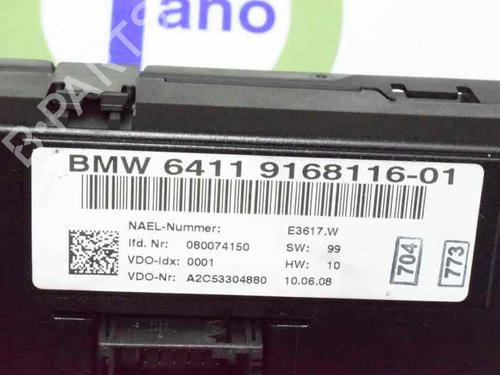 ano
B-PARTS
BMW 6411 9168116-01
NAEL-Nummer: E3617.W
lfd. Nr: 080074150 SW: 99
VDO-Idx: 0001 HW: 10
VDO-Nr: A2C53304880 10.06.08
704
773